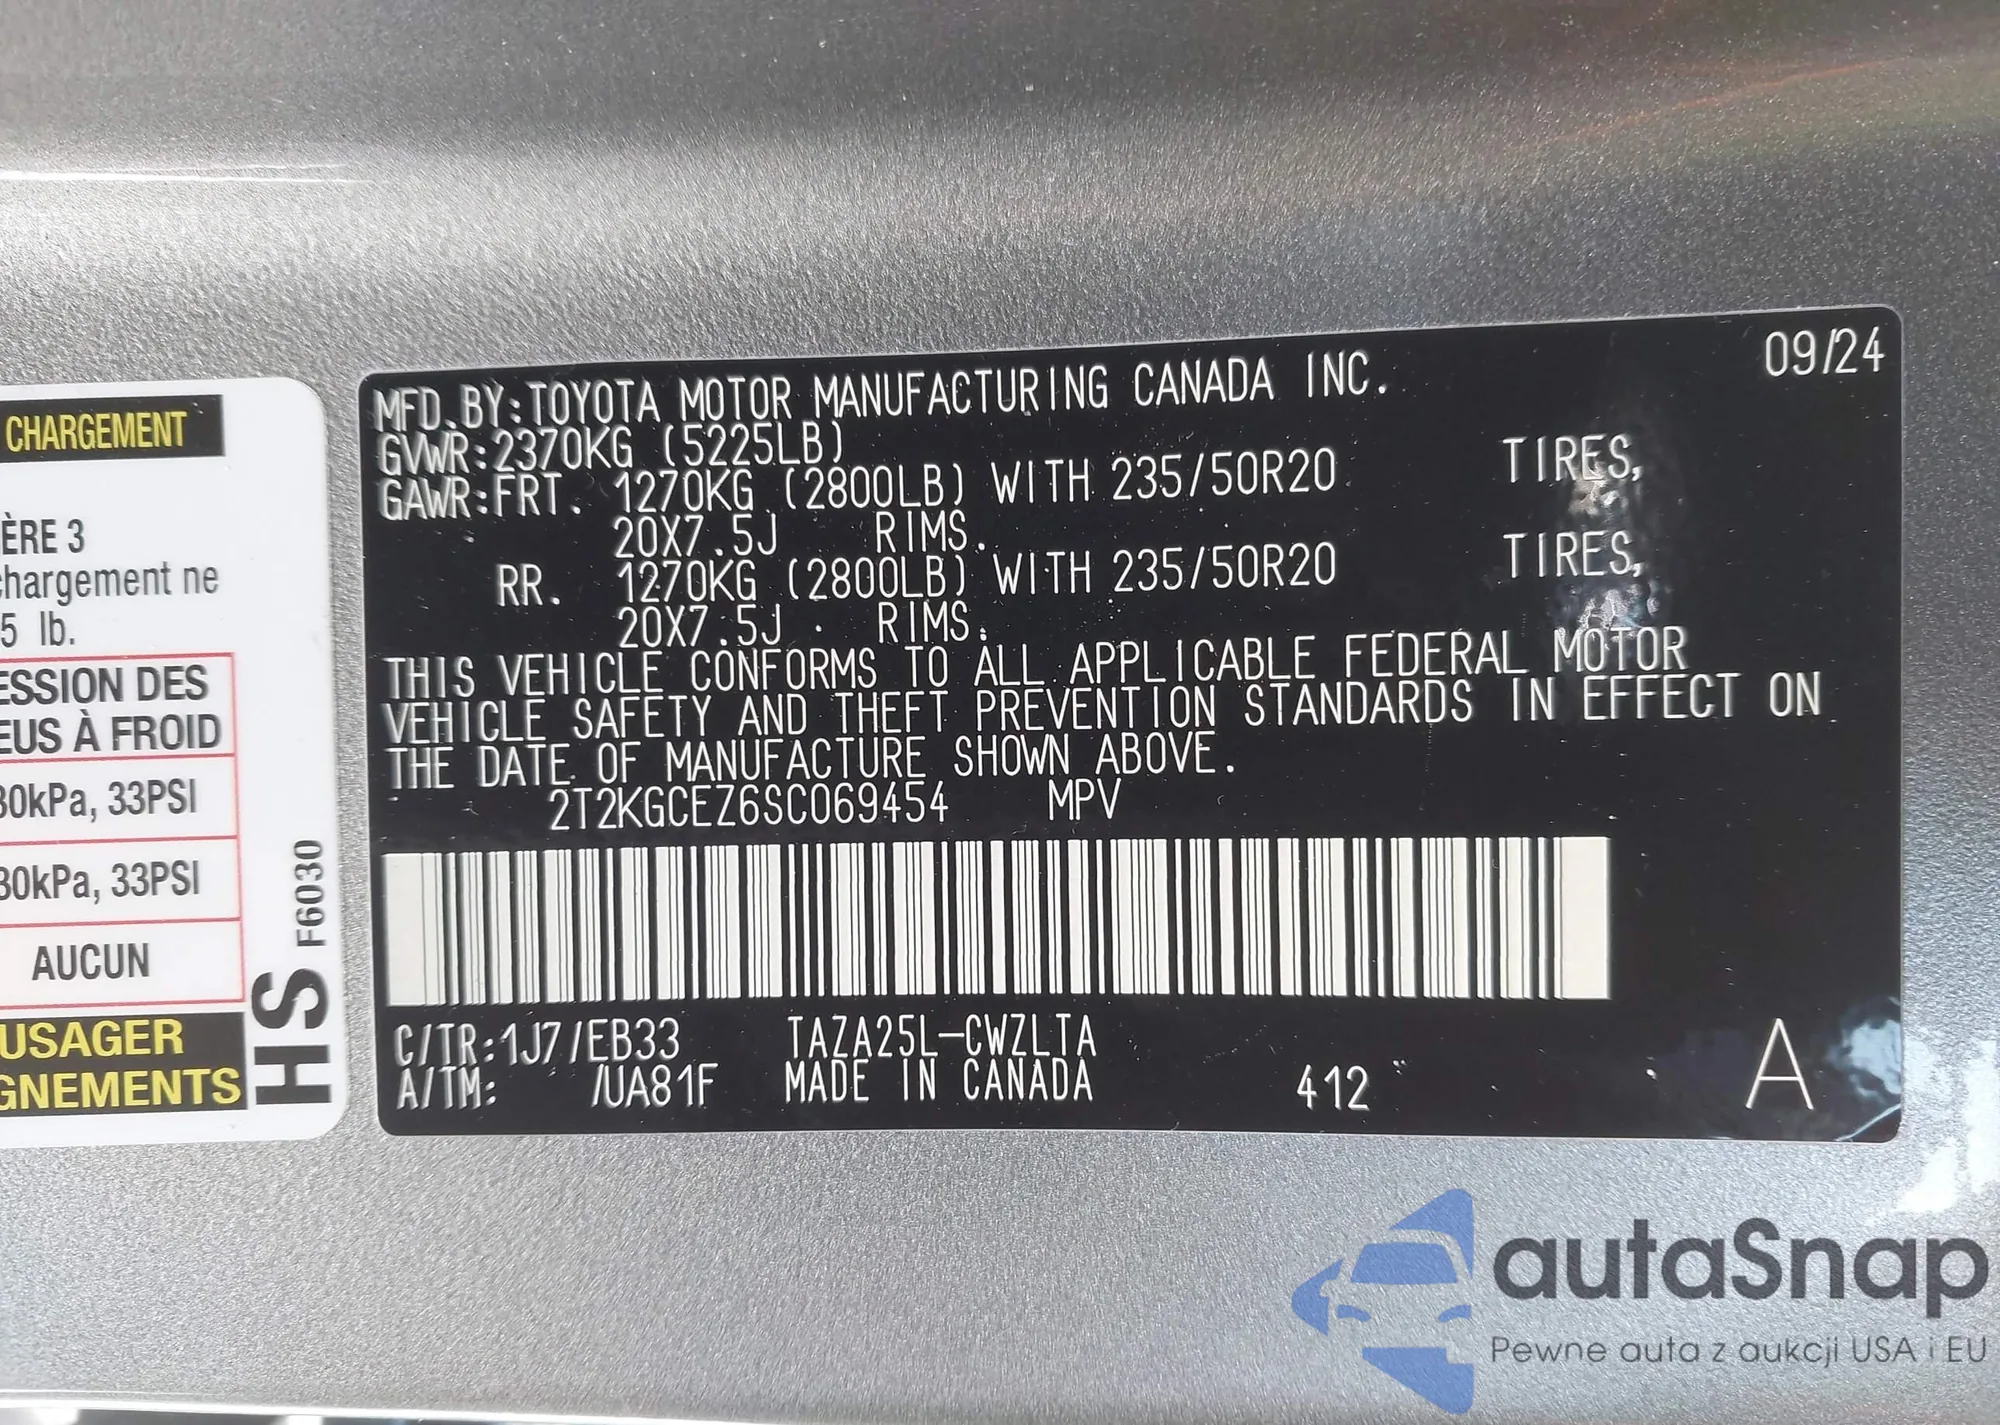 CHARGEMENT
ÈRE 3
chargement ne
5 lb.
ESSION DES
EUS À FROID
30kPa, 33PSI
30kPa, 33PSI
AUCUN
USAGER
GNEMENTS
HS F6030
09/24
MFD.BY:TOYOTA MOTOR MANUFACTURING CANADA INC.
GVWR:2370KG (5225LB)
GAWR:FRT. 1270KG (2800LB) WITH 235/50R20 TIRES,
20X7.5J RIMS.
RR. 1270KG (2800LB) WITH 235/50R20 TIRES,
20X7.5J RIMS.
THIS VEHICLE CONFORMS TO ALL APPLICABLE FEDERAL MOTOR
VEHICLE SAFETY AND THEFT PREVENTION STANDARDS IN EFFECT ON
THE DATE OF MANUFACTURE SHOWN ABOVE.
2T2KGCEZ6SC069454 MPV
C/TR:1J7/EB33 TAZA25L-CWZLTA
A/TM: /UA81F MADE IN CANADA 412 A
autaSnap
Pewne auta z aukcji USA i EU